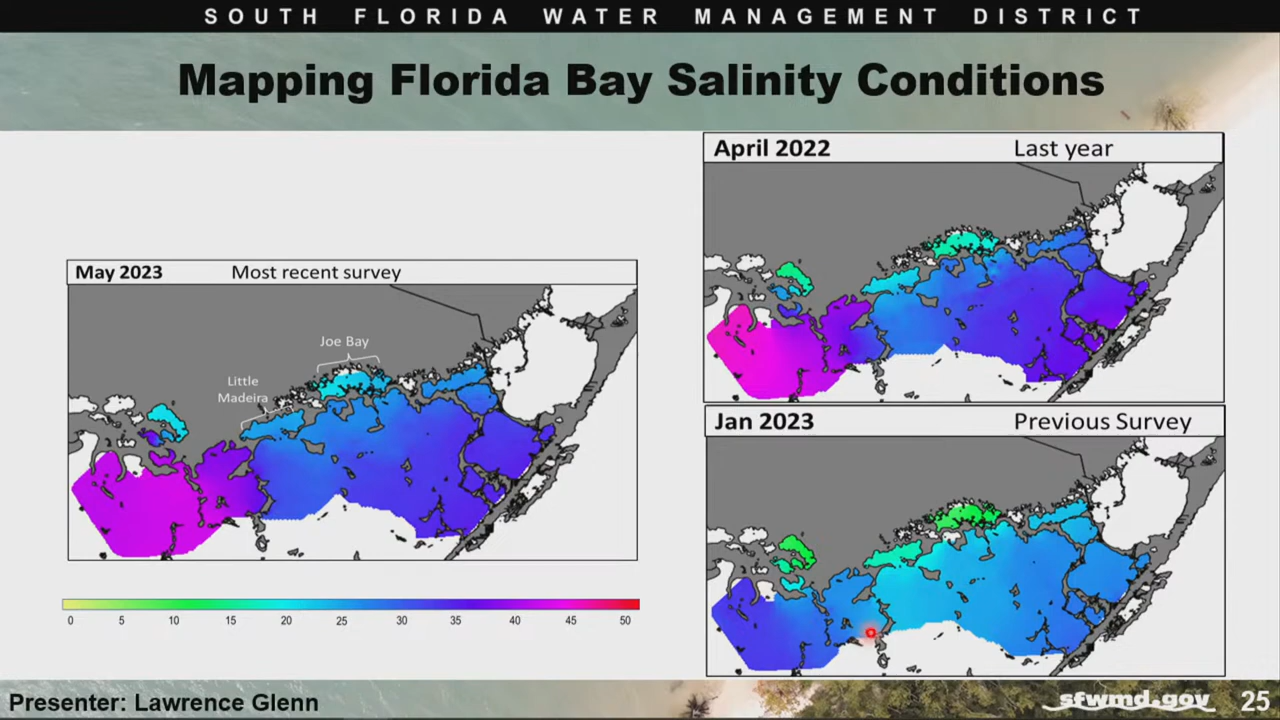 SOUTH FLORIDA WATER MANAGEMENT DISTRICT
Mapping Florida Bay Salinity Conditions
April 2022 Last year
May 2023 Most recent survey
Joe Bay
Little
Madeira
Jan 2023 Previous Survey
0 5 10 15 20 25 30 35 40 45 50
Presenter: Lawrence Glenn
sfwmd.gov
25